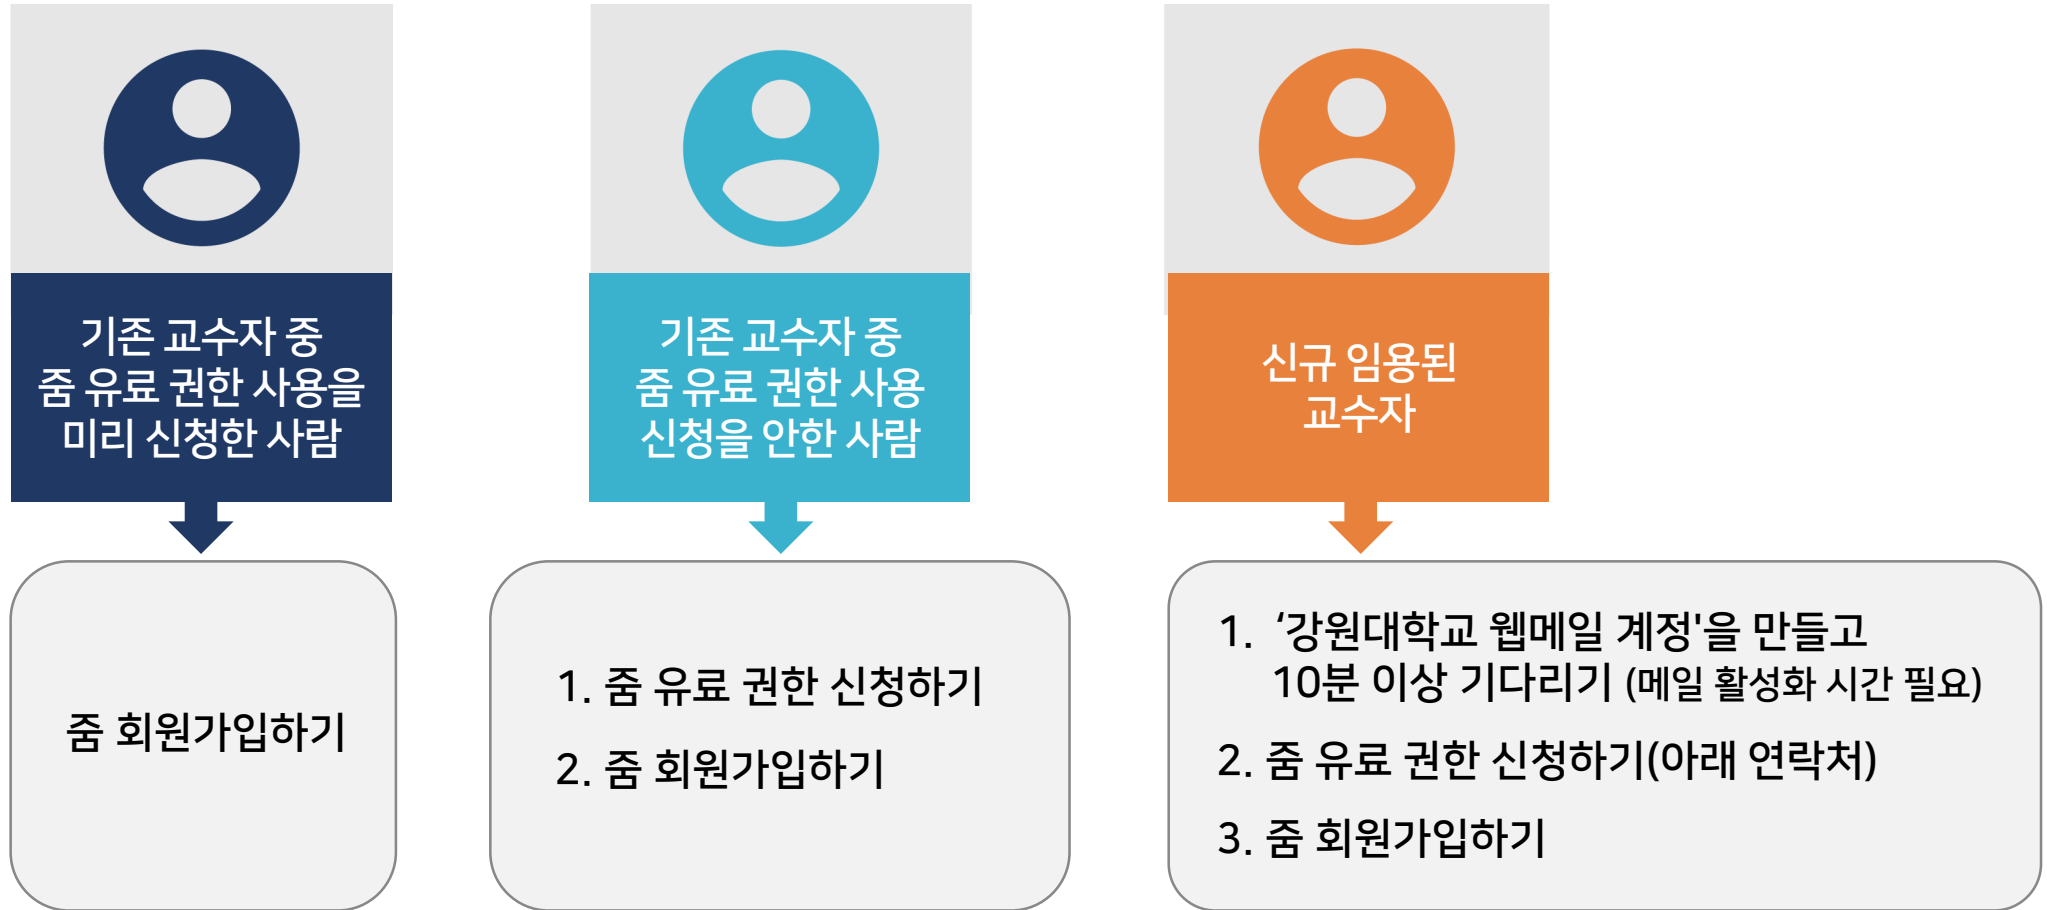 기존 교수자 중
줌 유료 권한 사용을
미리 신청한 사람
줌 회원가입하기
기존 교수자 중
줌 유료 권한 사용
신청을 안한 사람
1. 줌 유료 권한 신청하기
2. 줌 회원가입하기
신규 임용된
교수자
1. ‘강원대학교 웹메일 계정'을 만들고
10분 이상 기다리기 (메일 활성화 시간 필요)
2. 줌 유료 권한 신청하기(아래 연락처)
3. 줌 회원가입하기